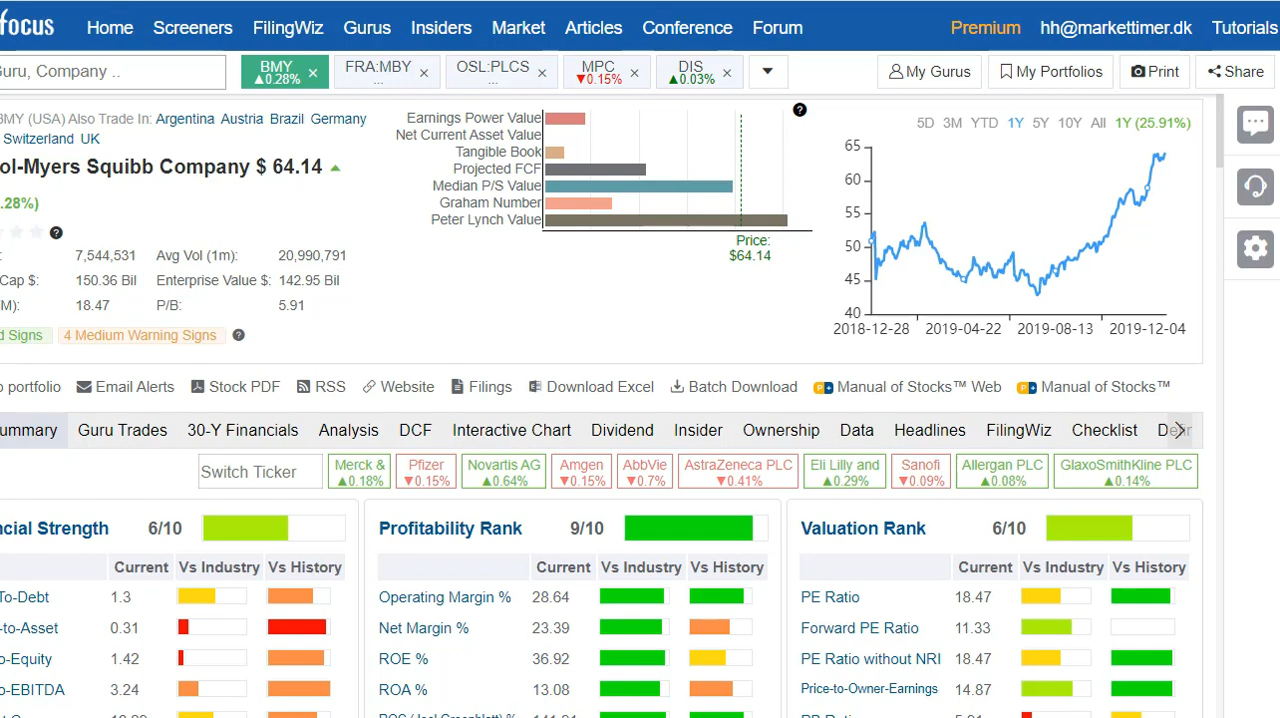 focus Home Screeners FilingWiz Gurus Insiders Market Articles Conference Forum Premium hh@markettimer.dk Tutorials
Guru, Company .. BMY ▲0.28% × FRA:MBY ... × OSL:PLCS ... × MPC ▼0.15% × DIS ▲0.03% × My Gurus My Portfolios Print Share
BMY (USA) Also Trade In: Argentina Austria Brazil Germany
Switzerland UK
ol-Myers Squibb Company $ 64.14
.28%)
7,544,531 Avg Vol (1m): 20,990,791
Cap $: 150.36 Bil Enterprise Value $: 142.95 Bil
M): 18.47 P/B: 5.91
d Signs 4 Medium Warning Signs
Earnings Power Value
Net Current Asset Value
Tangible Book
Projected FCF
Median P/S Value
Graham Number
Peter Lynch Value
Price:
$64.14
5D 3M YTD 1Y 5Y 10Y All 1Y (25.91%)
65
60
55
50
45
40
2018-12-28 2019-04-22 2019-08-13 2019-12-04
o portfolio Email Alerts Stock PDF RSS Website Filings Download Excel Batch Download Manual of Stocks™ Web Manual of Stocks™
ummary Guru Trades 30-Y Financials Analysis DCF Interactive Chart Dividend Insider Ownership Data Headlines FilingWiz Checklist
Switch Ticker Merck & ▲0.18% Pfizer ▼0.15% Novartis AG ▲0.64% Amgen ▼0.15% AbbVie ▼0.7% AstraZeneca PLC ▼0.41% Eli Lilly and ▲0.29% Sanofi ▼0.09% Allergan PLC ▲0.08% GlaxoSmithKline PLC ▲0.14%
ncial Strength 6/10 Profitability Rank 9/10 Valuation Rank 6/10
Current Vs Industry Vs History Current Vs Industry Vs History Current Vs Industry Vs History
To-Debt 1.3 Operating Margin % 28.64 PE Ratio 18.47
-to-Asset 0.31 Net Margin % 23.39 Forward PE Ratio 11.33
o-Equity 1.42 ROE % 36.92 PE Ratio without NRI 18.47
o-EBITDA 3.24 ROA % 13.08 Price-to-Owner-Earnings 14.87